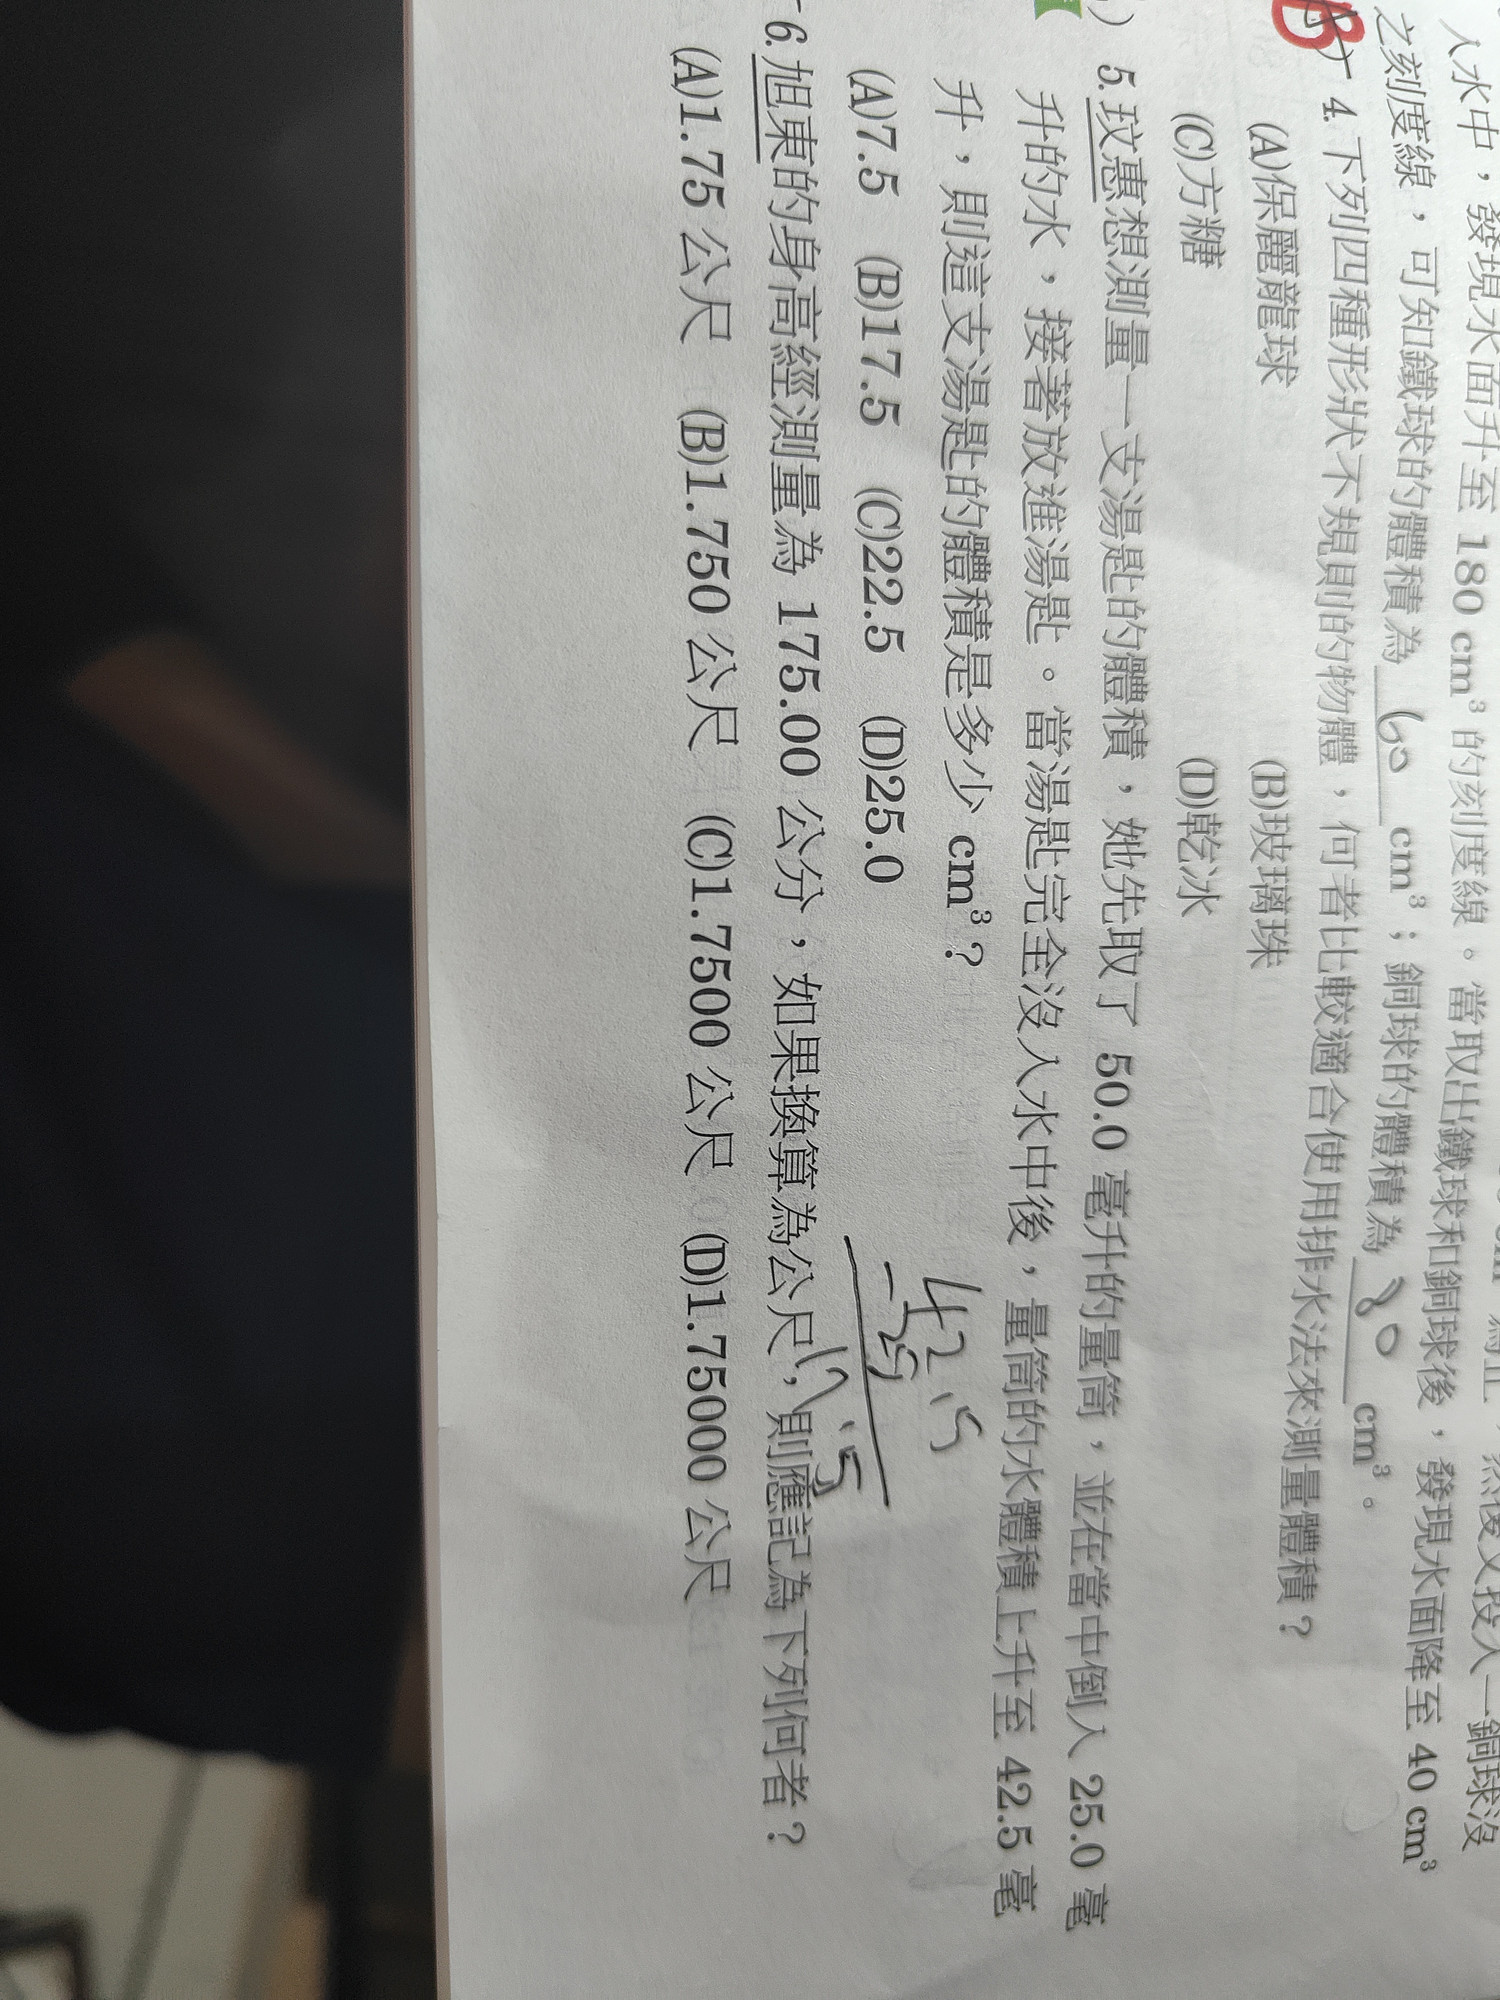 入水中，發現水面升至 180 cm³ 的刻度線。當取出鐵球和銅球後，發現水面降至 40 cm³
之刻度線，可知鐵球的體積為 60 cm³；銅球的體積為 80 cm³。
B
4. 下列四種形狀不規則的物體，何者比較適合使用排水法來測量體積？
(A)保麗龍球 (B)玻璃珠
(C)方糖 (D)乾冰
) 5. 玟惠想測量一支湯匙的體積，她先取了 50.0 毫升的量筒，並在當中倒入 25.0 毫
升的水，接著放進湯匙。當湯匙完全沒入水中後，量筒的水體積上升至 42.5 毫
升，則這支湯匙的體積是多少 cm³？
(A)7.5 (B)17.5 (C)22.5 (D)25.0
42.5
-25
17.5
6. 旭東的身高經測量為 175.00 公分，如果換算為公尺，則應記為下列何者？
(A)1.75 公尺 (B)1.750 公尺 (C)1.7500 公尺 (D)1.75000 公尺